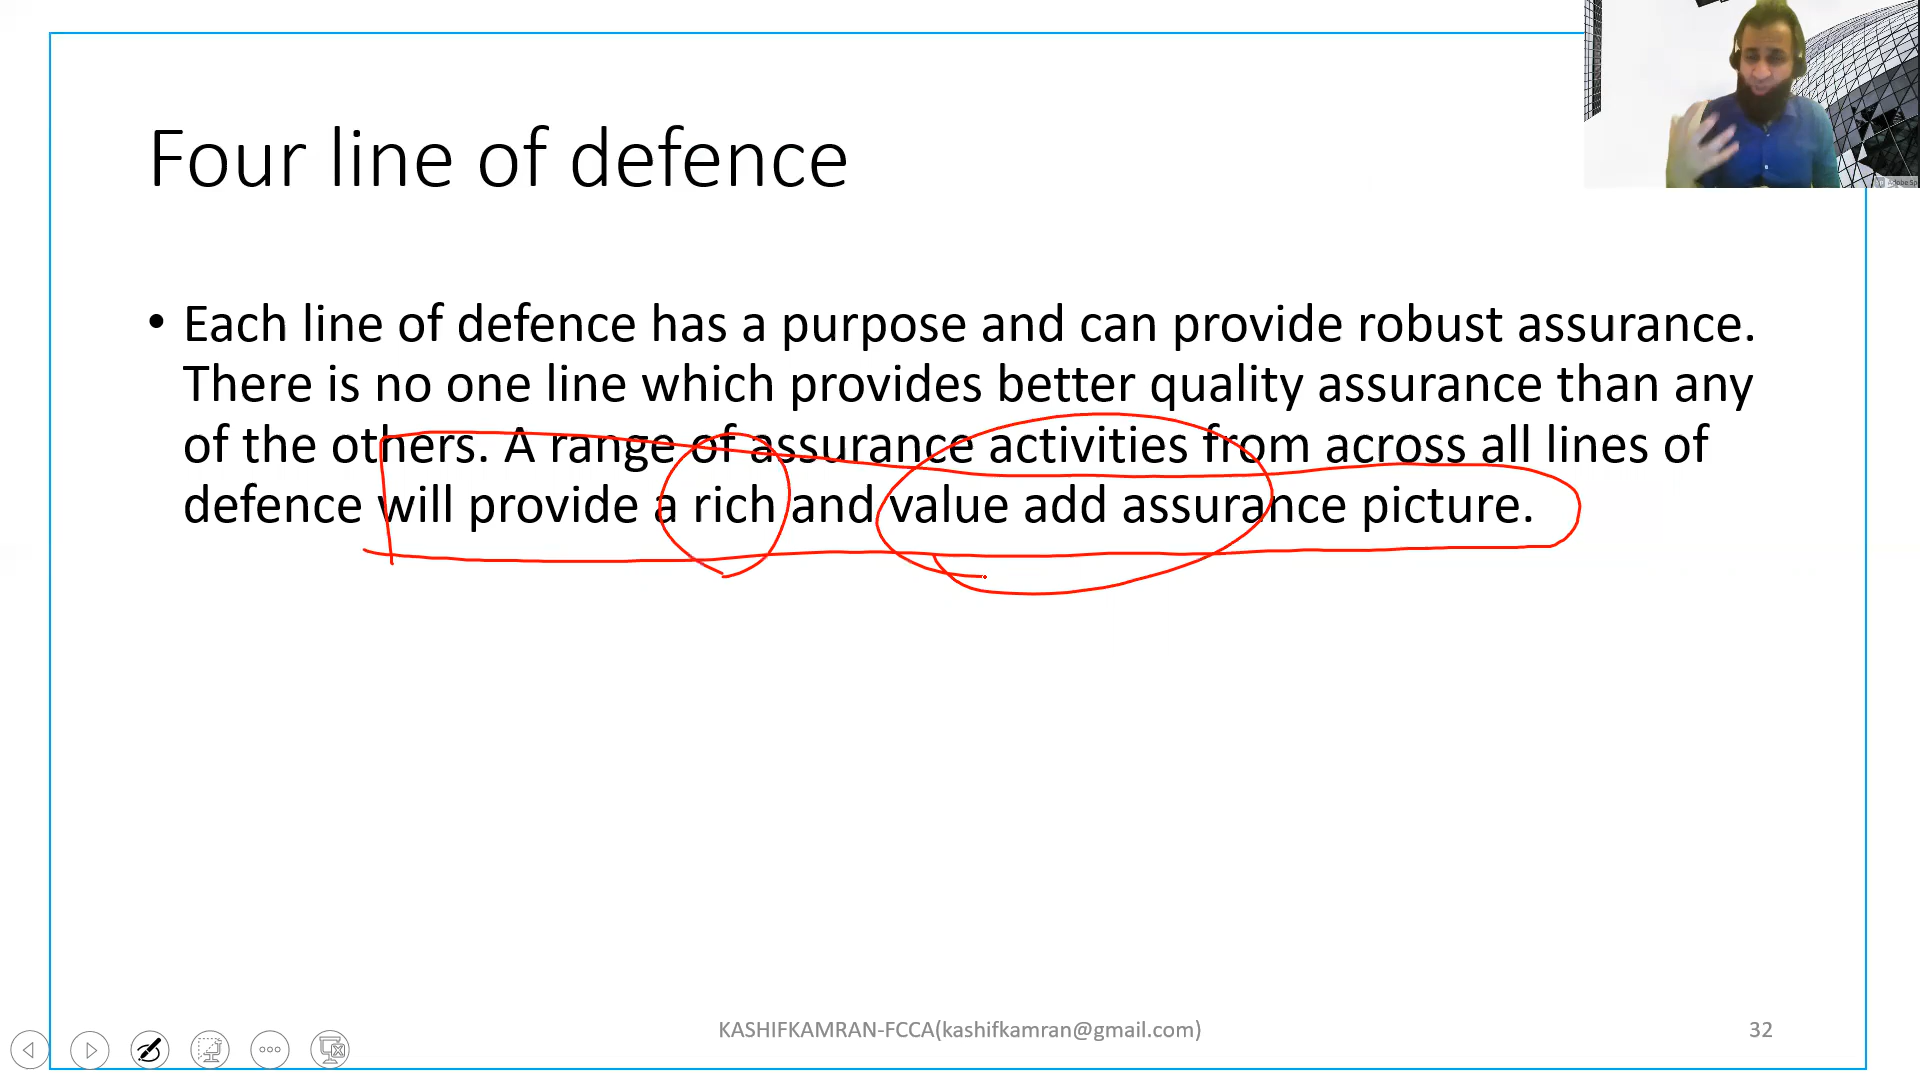 Four line of defence
• Each line of defence has a purpose and can provide robust assurance.
There is no one line which provides better quality assurance than any
of the others. A range of assurance activities from across all lines of
defence will provide a rich and value add assurance picture.
KASHIFKAMRAN-FCCA(kashifkamran@gmail.com)
32